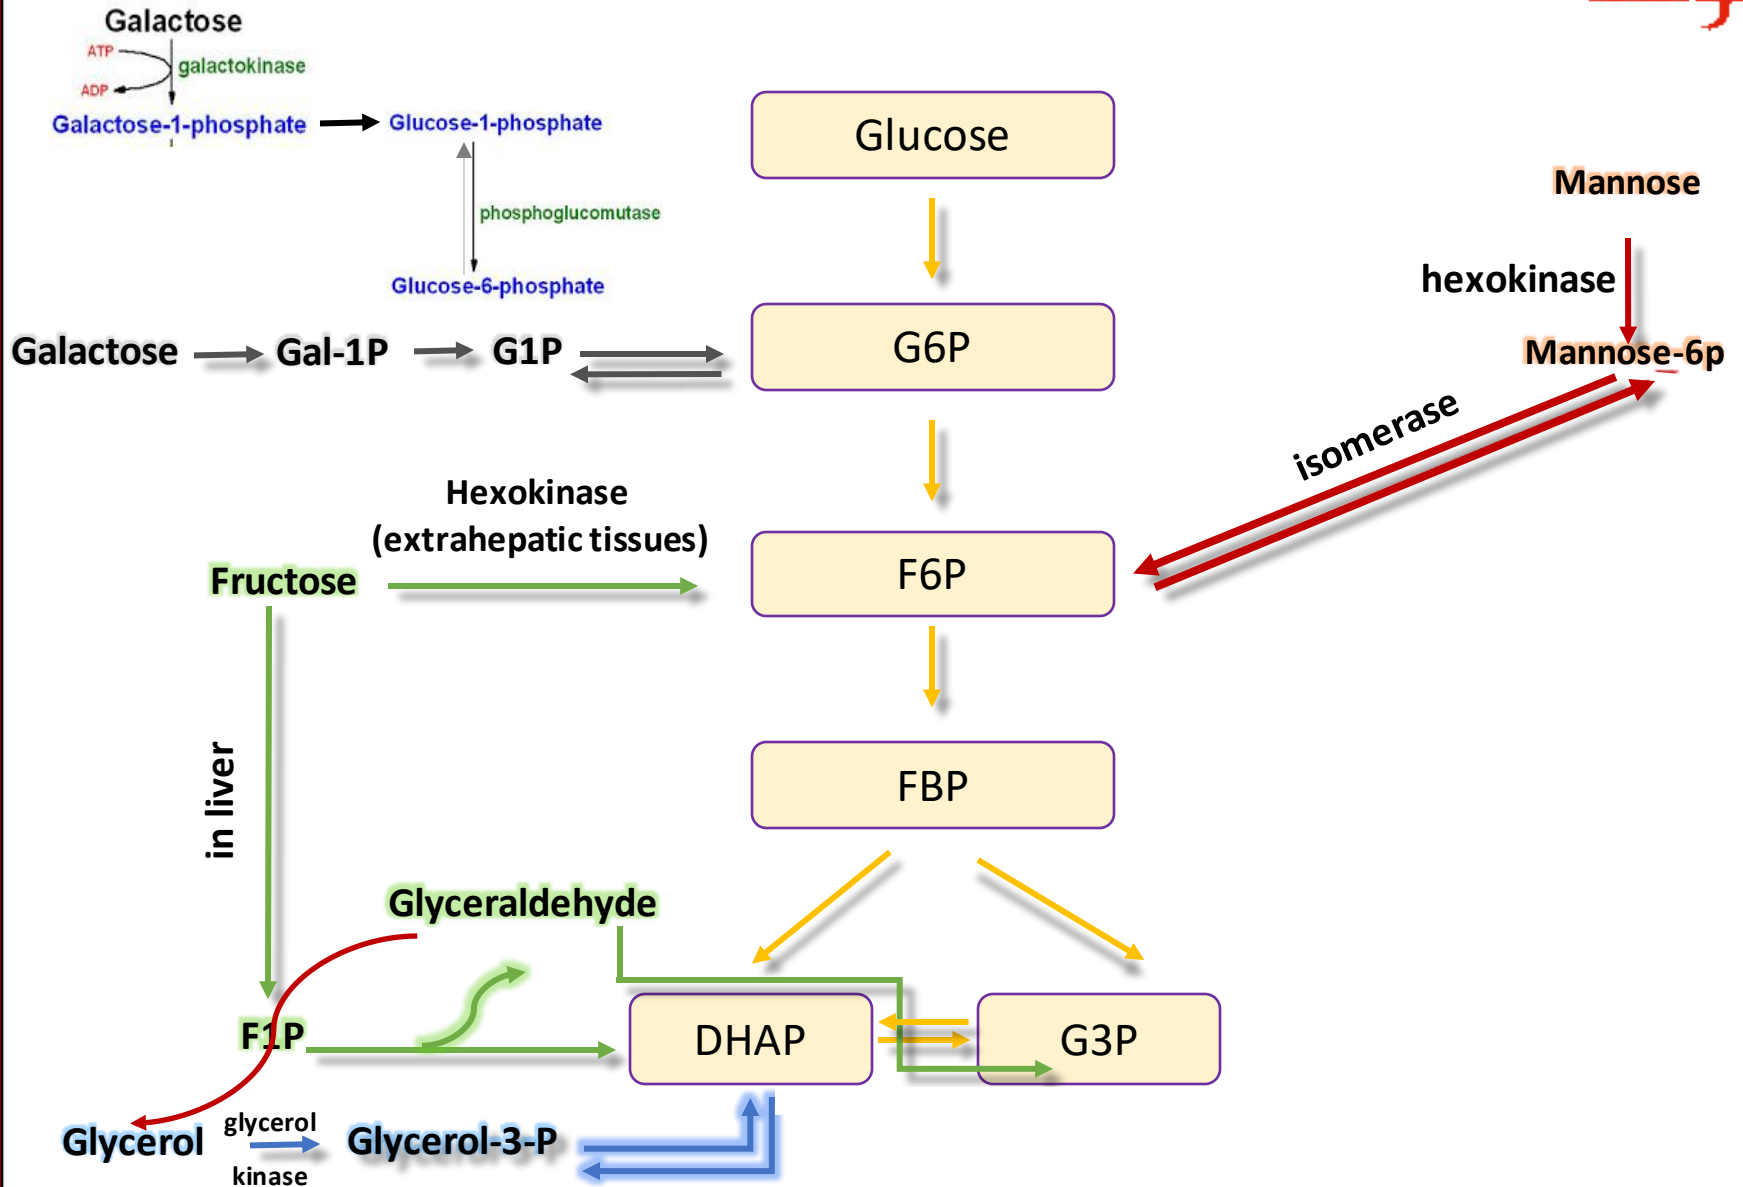 Galactose
ATP
galactokinase
ADP
Galactose-1-phosphate
Glucose-1-phosphate
phosphoglucomutase
Glucose-6-phosphate
Glucose
Mannose
hexokinase
Mannose-6p
Galactose
Gal-1P
G1P
G6P
isomerase
Hexokinase
(extrahepatic tissues)
Fructose
F6P
in liver
FBP
Glyceraldehyde
F1P
DHAP
G3P
Glycerol
glycerol
kinase
Glycerol-3-P